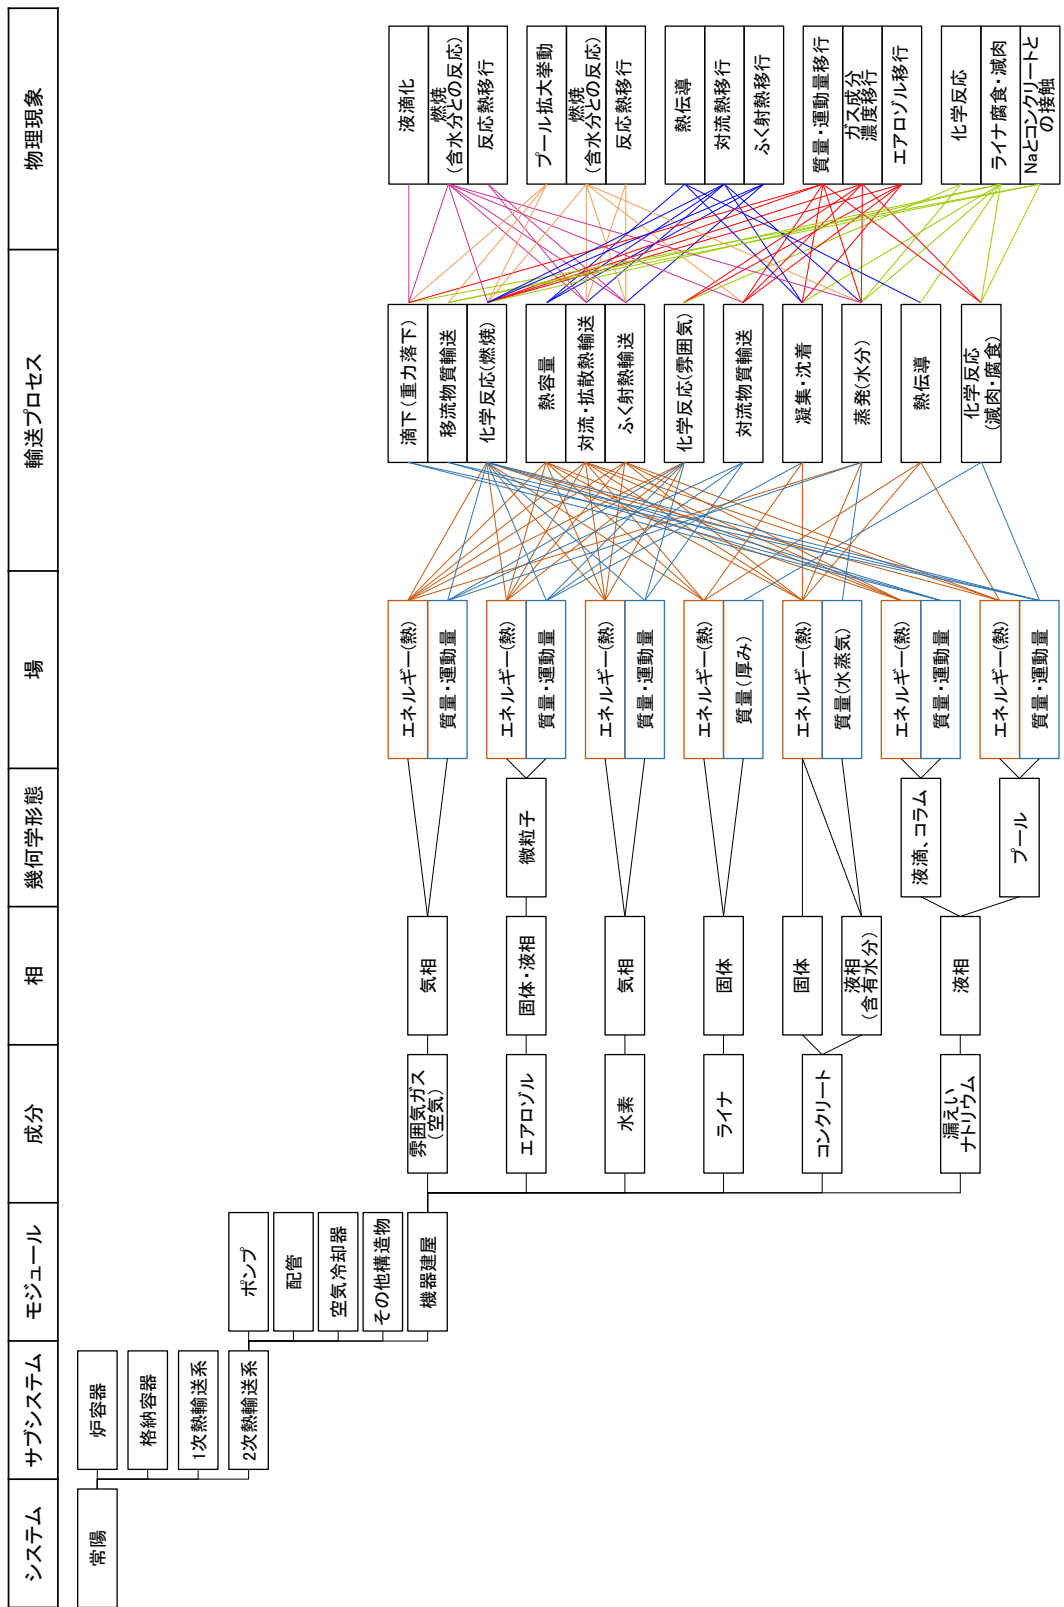 システム
サブシステム
モジュール
成分
相
幾何学形態
場
輸送プロセス
物理現象
常陽
炉容器
格納容器
1次熱輸送系
2次熱輸送系
ポンプ
配管
空気冷却器
その他構造物
機器建屋
雰囲気ガス
(空気)
エアロゾル
水素
ライナ
コンクリート
漏えい
ナトリウム
気相
固体・液相
気相
固体
固体
液相
(含有水分)
液相
微粒子
液滴、コラム
プール
エネルギー(熱)
質量・運動量
エネルギー(熱)
質量・運動量
エネルギー(熱)
質量・運動量
エネルギー(熱)
質量(厚み)
エネルギー(熱)
質量(水蒸気)
エネルギー(熱)
質量・運動量
エネルギー(熱)
質量・運動量
滴下(重力落下)
移流物質輸送
化学反応(燃焼)
熱容量
対流・拡散熱輸送
ふく射熱輸送
化学反応(雰囲気)
対流物質輸送
凝集・沈着
蒸発(水分)
熱伝導
化学反応
(減肉・腐食)
液滴化
燃焼
(含水分との反応)
反応熱移行
プール拡大挙動
燃焼
(含水分との反応)
反応熱移行
熱伝導
対流熱移行
ふく射熱移行
質量・運動量移行
ガス成分
濃度移行
エアロゾル移行
化学反応
ライナ腐食・減肉
Naとコンクリートと
の接触